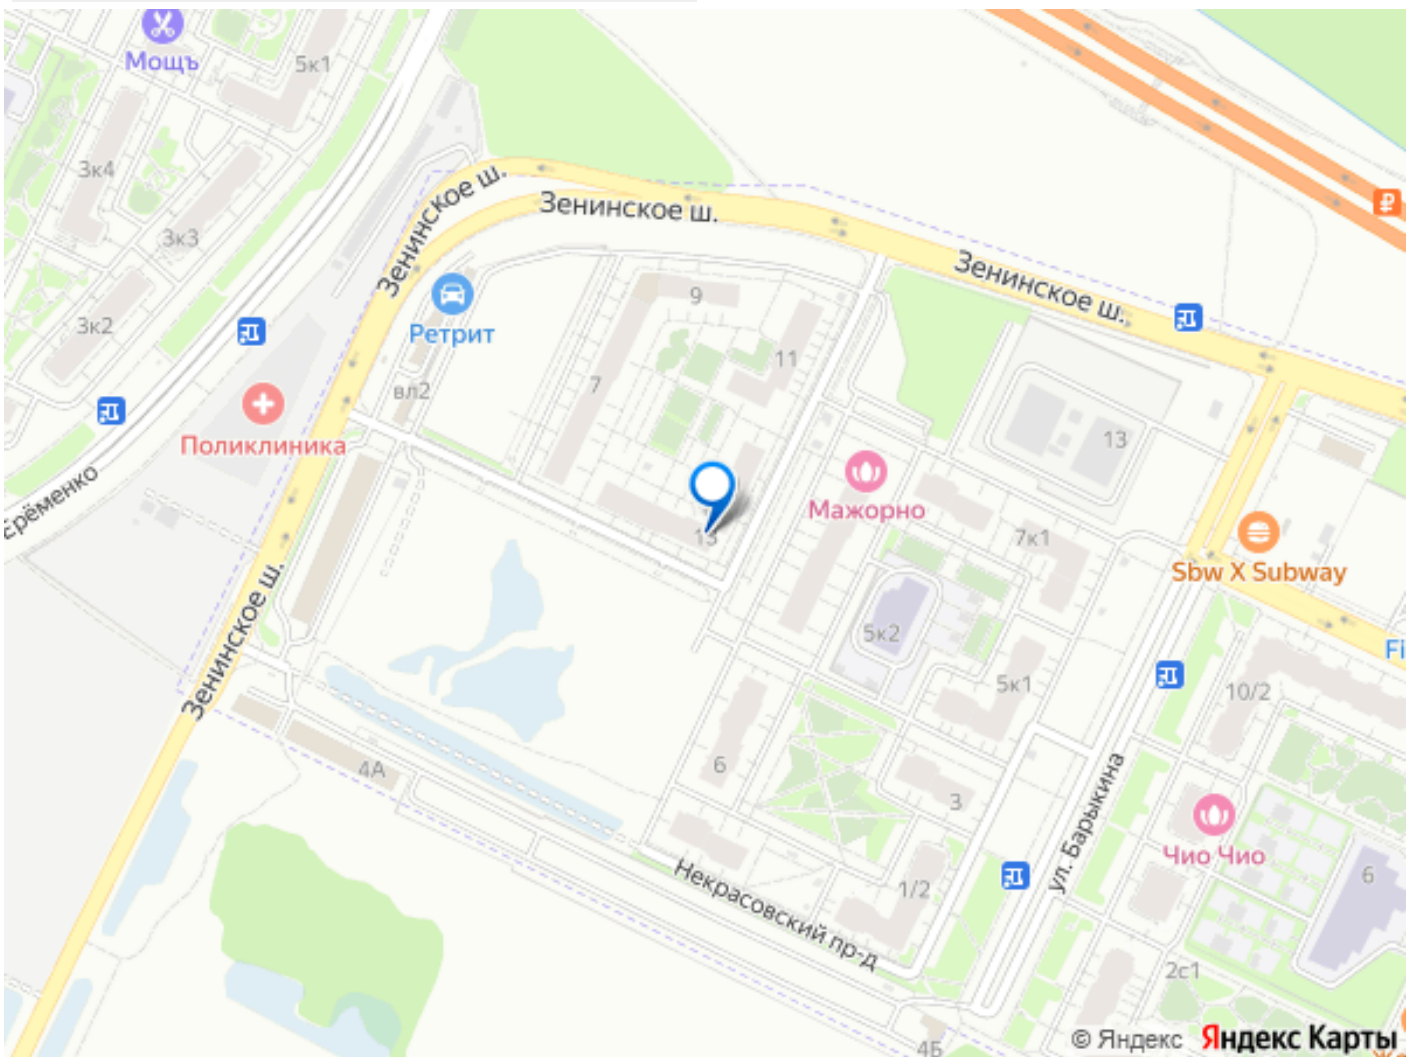 Мощъ
5к1
3к4
3к3
3к2
Зенинское ш.
Зенинское ш.
Зенинское ш.
9
11
7
Ретрит
вл2
Поликлиника
Ерёменко
13
Мажорно
13
7к1
Sbw X Subway
5к2
5к1
Fi
10/2
Зенинское ш.
6
4А
3
ул. Барыкина
Чио Чио
6
Некрасовский пр-д
1/2
2с1
4Б
© Яндекс Яндекс Карты